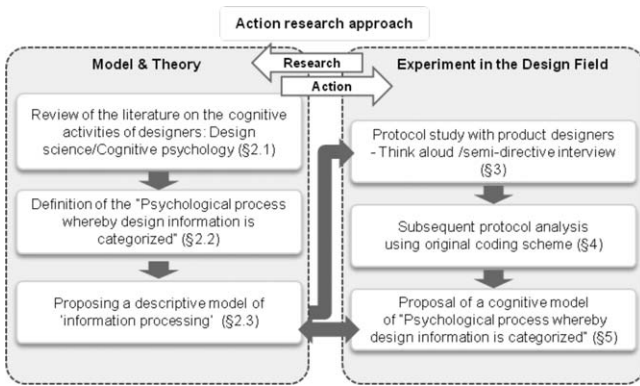 Action research approach
Research
Action
Model & Theory
Review of the literature on the cognitive
activities of designers: Design
science/Cognitive psychology (§2.1)
Definition of the "Psychological process
whereby design information is
categorized" (§2.2)
Proposing a descriptive model of
'information processing' (§2.3)
Experiment in the Design Field
Protocol study with product designers
- Think aloud /semi-directive interview
(§3)
Subsequent protocol analysis
using original coding scheme (§4)
Proposal of a cognitive model
of "Psychological process whereby
design information is categorized" (§5)